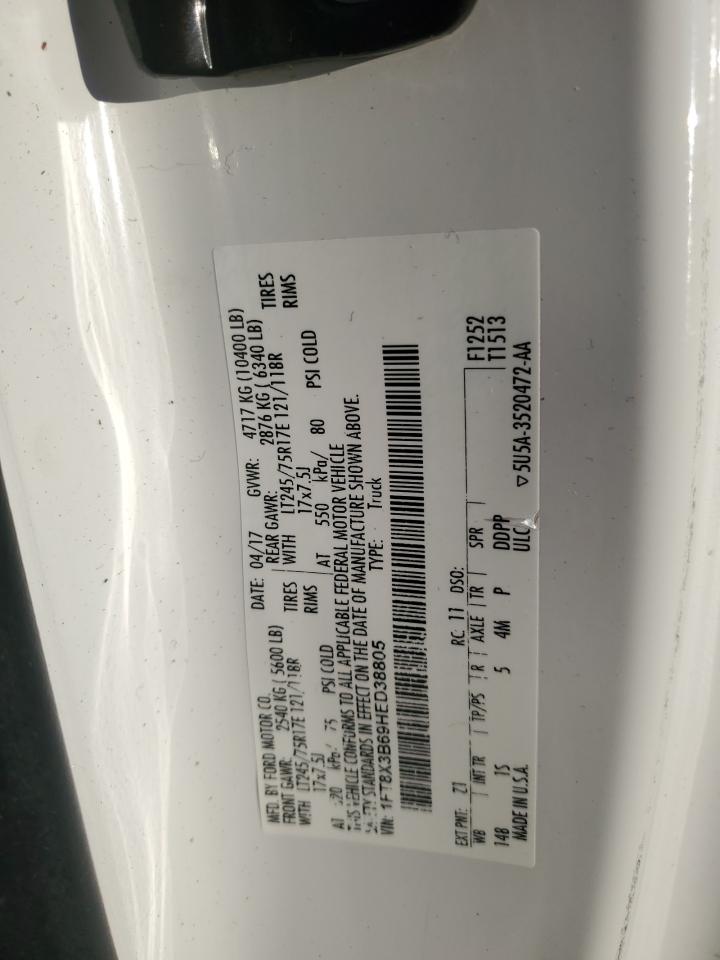 MFD. BY FORD MOTOR CO. DATE: 04/17 GVWR: 4717 KG (10400 LB)
FRONT GAWR: 2540 KG ( 5600 LB) REAR GAWR: 2876 KG ( 6340 LB)
WITH LT245/75R17E 121/118R TIRES WITH LT245/75R17E 121/118R TIRES
17x7.5J RIMS 17x7.5J RIMS
AT kPa/ 75 PSI COLD AT 550 kPa/ 80 PSI COLD
THIS VEHICLE CONFORMS TO ALL APPLICABLE FEDERAL MOTOR VEHICLE
SAFETY STANDARDS IN EFFECT ON THE DATE OF MANUFACTURE SHOWN ABOVE.
VIN: 1FT8X3B69HED38805 TYPE: Truck
EXT PNT: Z1 RC: 11 DSO: F1252
WB INT TR TP/PS R AXLE TR SPR T1513
148 1S 5 4M P DDPP
MADE IN U.S.A. ULC ▽5U5A-3520472-AA